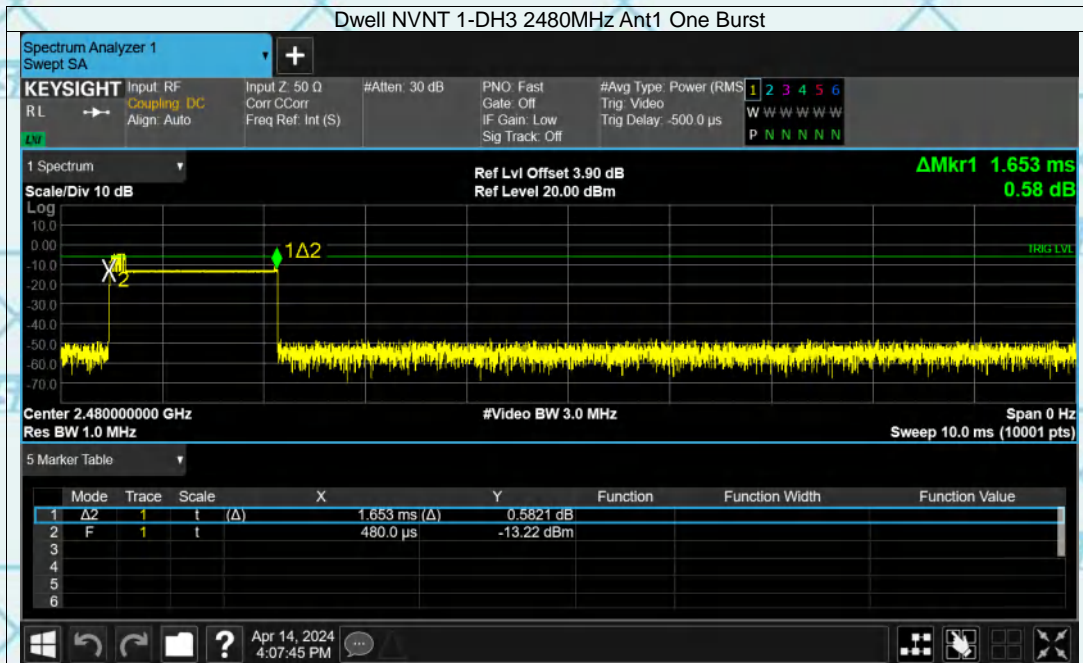 Dwell NVNT 1-DH3 2480MHz Ant1 One Burst
Spectrum Analyzer 1
Swept SA
+
KEYSIGHT Input: RF Input Z: 50 Ω #Atten: 30 dB PNO: Fast #Avg Type: Power (RMS 1 2 3 4 5 6
RL Coupling: DC Corr CCorr Gate: Off Trig: Video W W W W W W
Align: Auto Freq Ref: Int (S) IF Gain: Low Trig Delay: -500.0 µs
LNI Sig Track: Off P N N N N N
1 Spectrum Ref Lvl Offset 3.90 dB ΔMkr1 1.653 ms
Scale/Div 10 dB Ref Level 20.00 dBm 0.58 dB
Log
10.0
0.00 1Δ2 TRIG LVL
-10.0 X2
-20.0
-30.0
-40.0
-50.0
-60.0
-70.0
Center 2.480000000 GHz #Video BW 3.0 MHz Span 0 Hz
Res BW 1.0 MHz Sweep 10.0 ms (10001 pts)
5 Marker Table
Mode Trace Scale X Y Function Function Width Function Value
1 Δ2 1 t (Δ) 1.653 ms (Δ) 0.5821 dB
2 F 1 t 480.0 µs -13.22 dBm
3
4
5
6
? Apr 14, 2024
4:07:45 PM